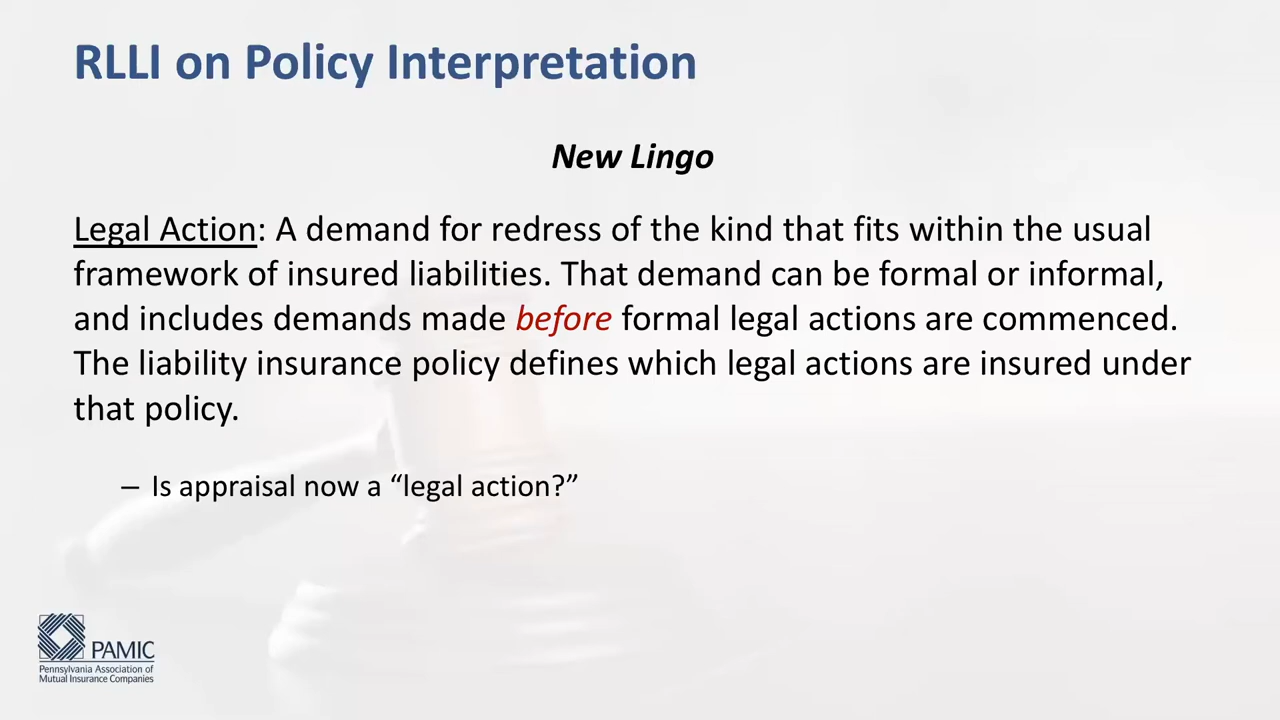 RLLI on Policy Interpretation
New Lingo
Legal Action: A demand for redress of the kind that fits within the usual
framework of insured liabilities. That demand can be formal or informal,
and includes demands made before formal legal actions are commenced.
The liability insurance policy defines which legal actions are insured under
that policy.
– Is appraisal now a “legal action?”
PAMIC
Pennsylvania Association of
Mutual Insurance Companies